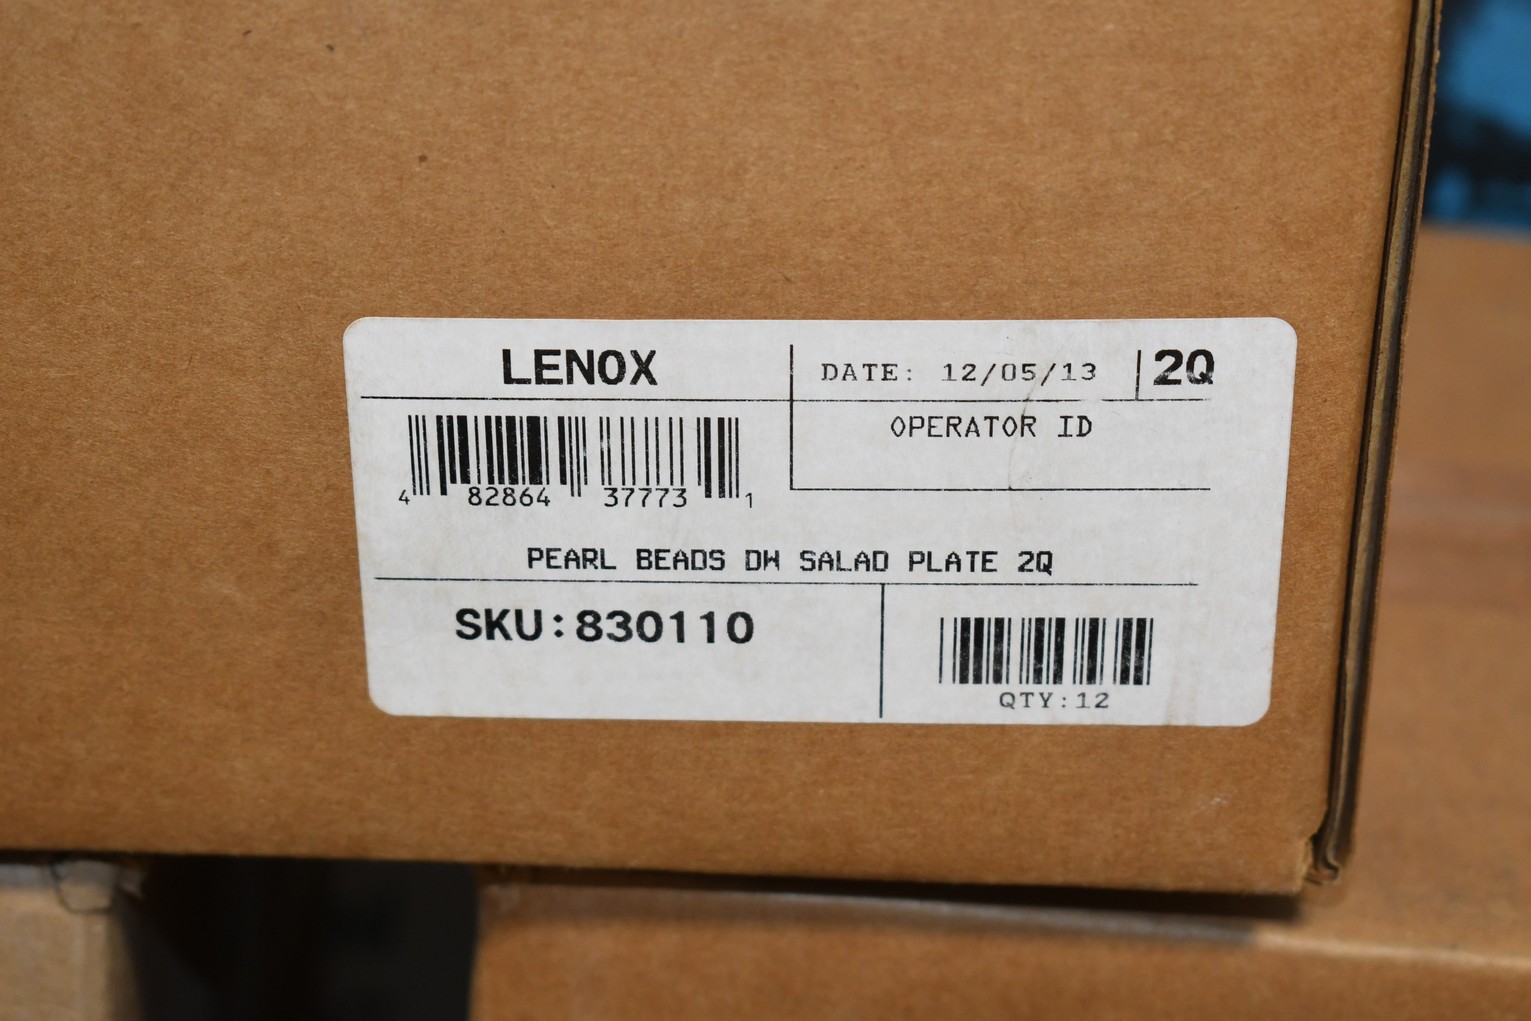 LENOX
DATE: 12/05/13
2Q
OPERATOR ID
4 82864 37773 1
PEARL BEADS DW SALAD PLATE 2Q
SKU:830110
QTY:12